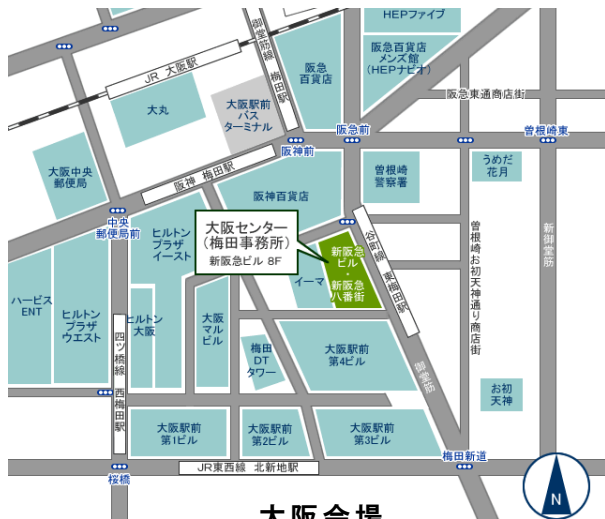 HEPファイブ
御堂筋線 梅田駅
阪急
百貨店
阪急百貨店
メンズ館
(HEPナビオ)
JR 大阪駅
大丸
大阪駅前
バス
ターミナル
阪急東通商店街
阪急前
曽根崎東
阪神前
大阪中央
郵便局
阪神 梅田駅
曽根崎
警察署
うめだ
花月
阪神百貨店
中央
郵便局前
ヒルトン
プラザ
イースト
大阪センター
(梅田事務所)
新阪急ビル 8F
新阪急
ビル
・
新阪急
八番街
谷町線 東梅田駅
曽根崎お初天神通り商店街
新御堂筋
ハービス
ENT
ヒルトン
プラザ
ウエスト
ヒルトン
大阪
イーマ
大阪
マル
ビル
四ツ橋線 西梅田駅
梅田
DT
タワー
大阪駅前
第4ビル
御堂筋
お初
天神
大阪駅前
第1ビル
大阪駅前
第2ビル
大阪駅前
第3ビル
梅田新道
JR東西線 北新地駅
桜橋
N
大阪会場